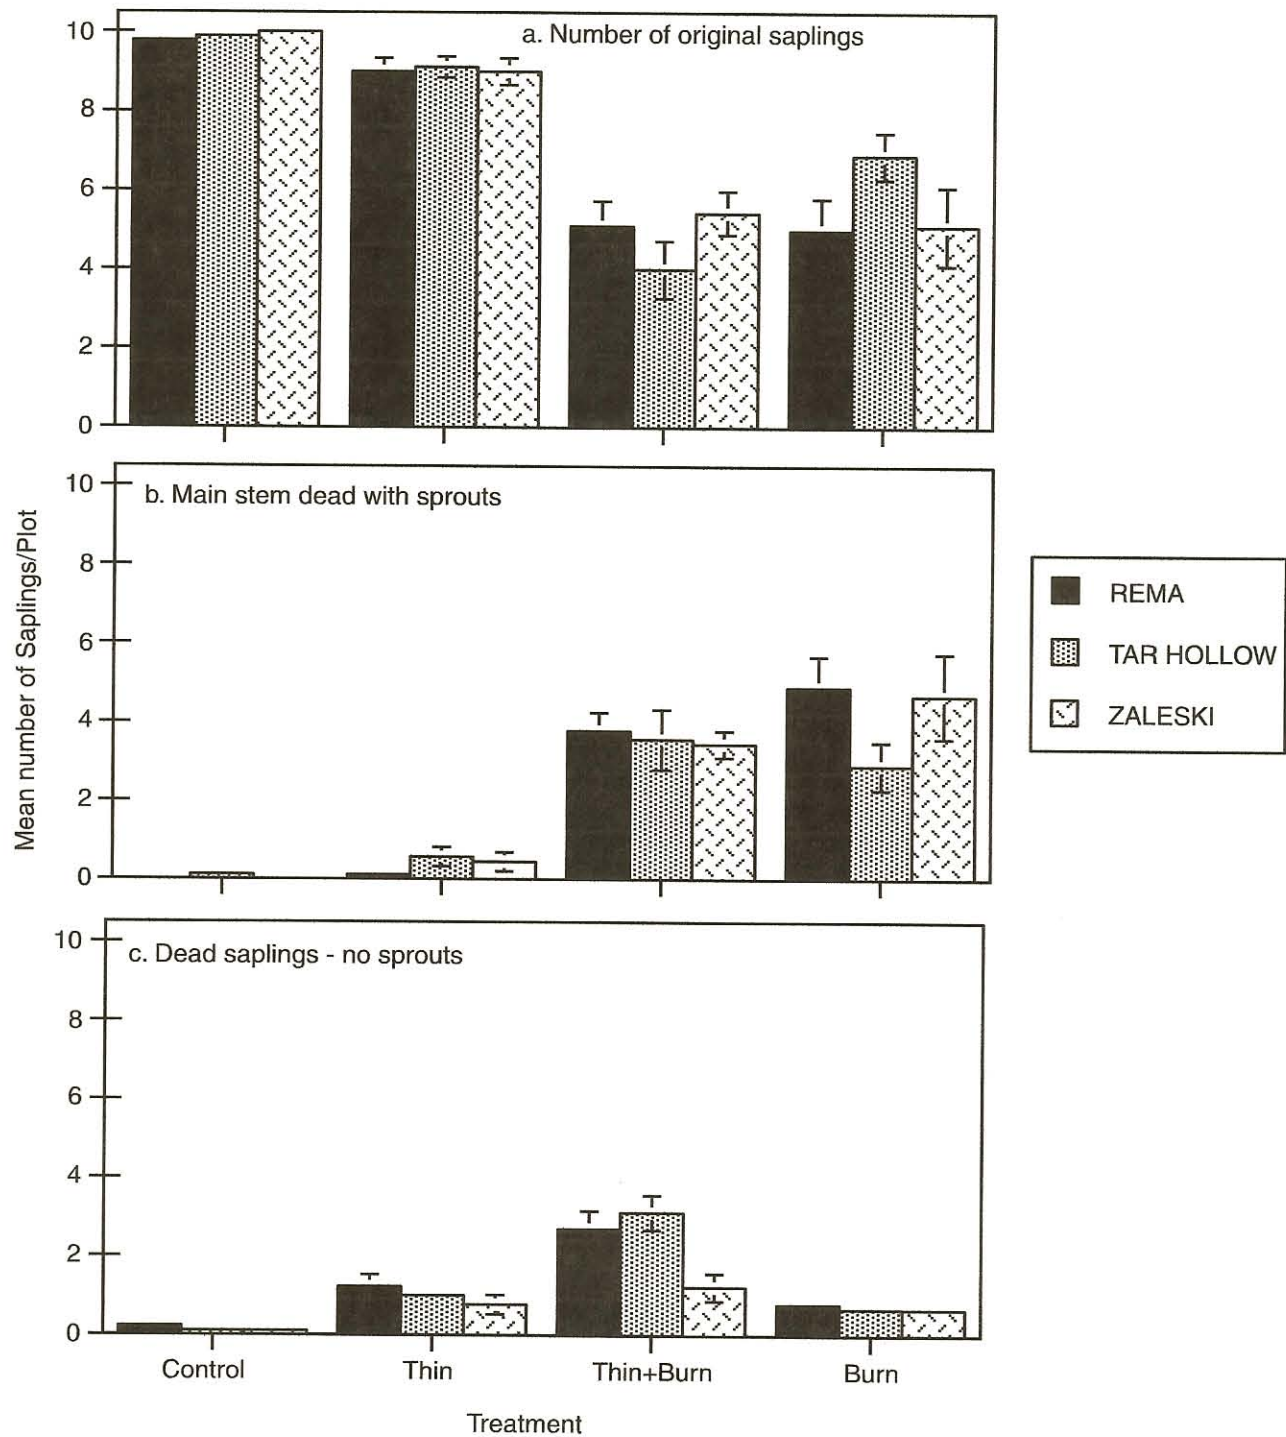 a. Number of original saplings
10
8
6
4
2
0
b. Main stem dead with sprouts
10
8
6
4
2
0
Mean number of Saplings/Plot
REMA
TAR HOLLOW
ZALESKI
c. Dead saplings - no sprouts
10
8
6
4
2
0
Control Thin Thin+Burn Burn
Treatment